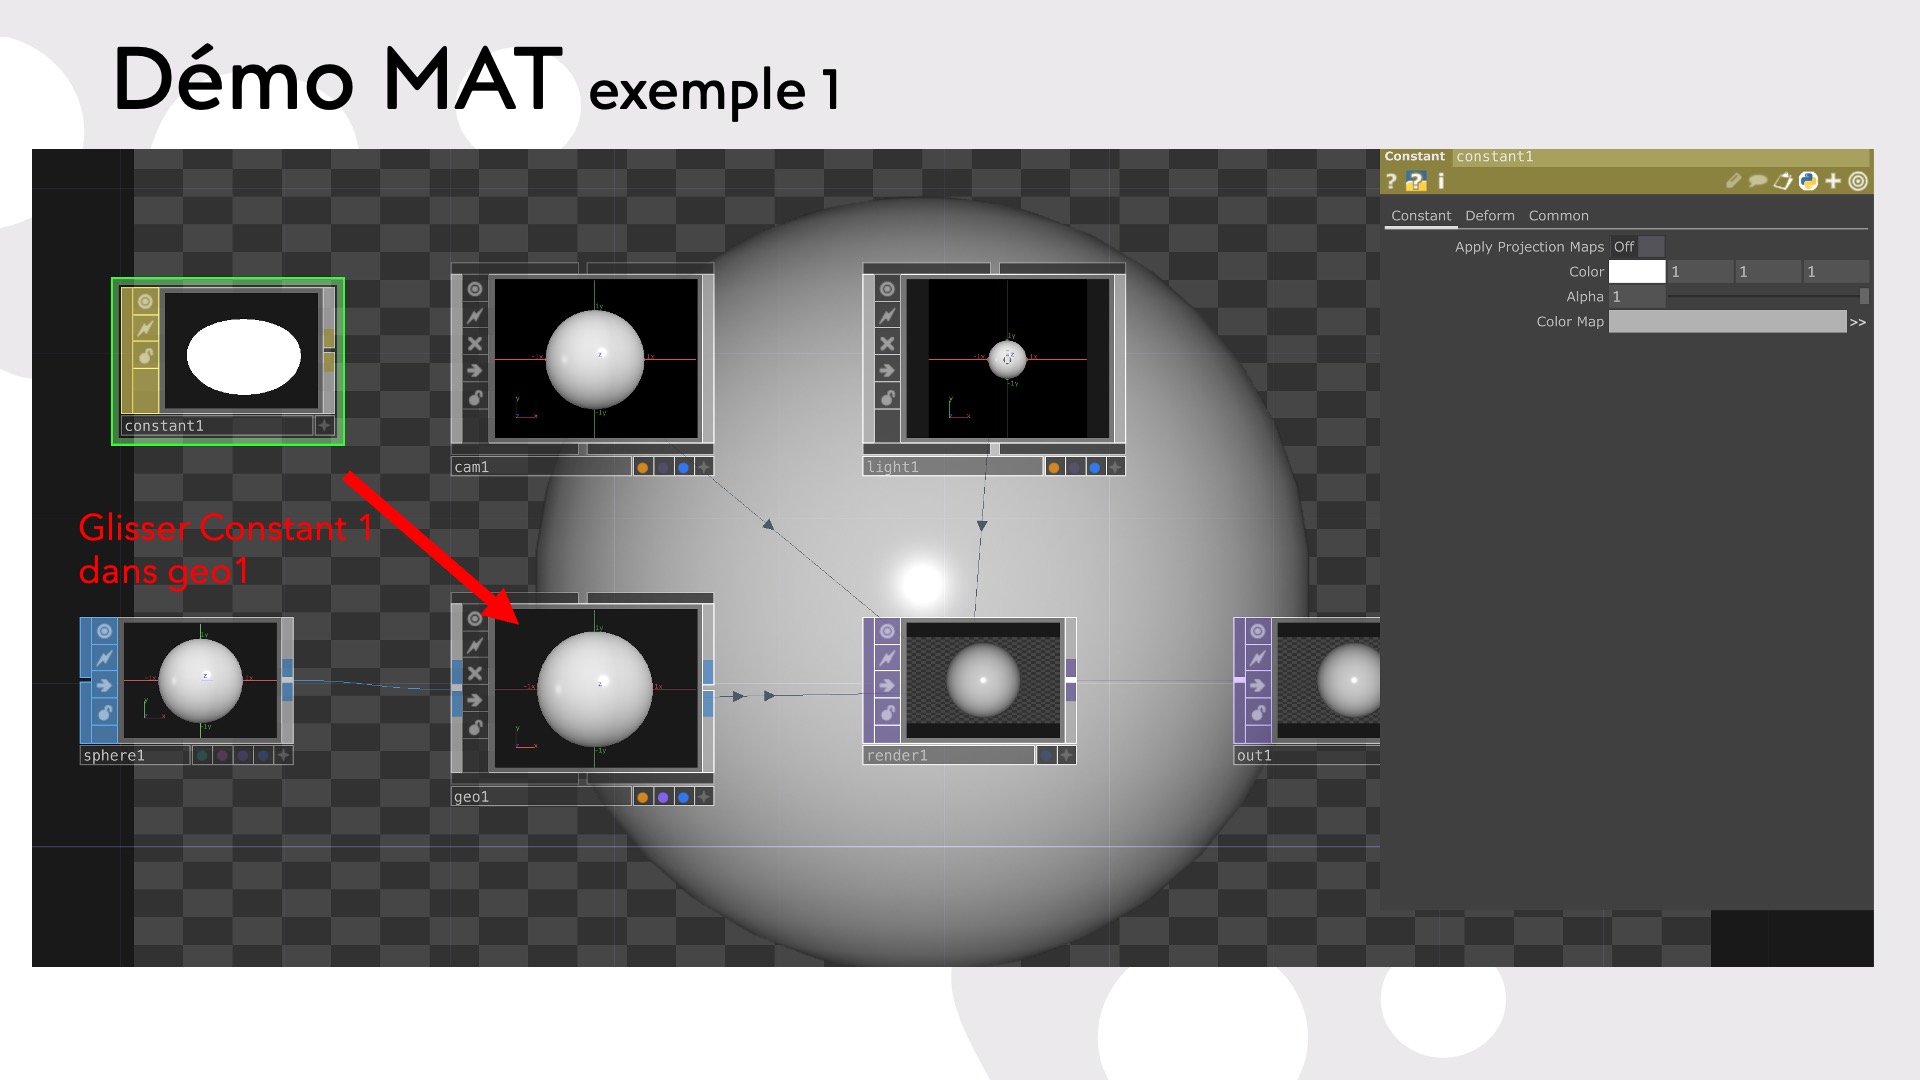 Démo MAT exemple 1
Constant constant1
? ? i
Constant Deform Common
Apply Projection Maps Off
Color 1 1 1
Alpha 1
Color Map >>
constant1
cam1
light1
Glisser Constant 1
dans geo1
sphere1
geo1
render1
out1